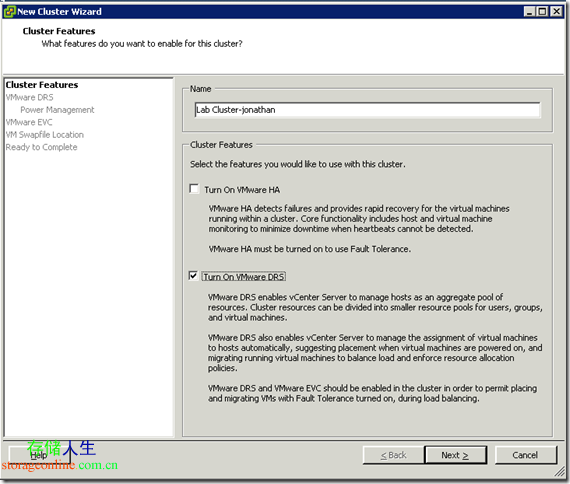 New Cluster Wizard
Cluster Features
What features do you want to enable for this cluster?
Cluster Features
VMware DRS
Power Management
VMware EVC
VM Swapfile Location
Ready to Complete
Name
Lab Cluster-jonathan
Cluster Features
Select the features you would like to use with this cluster.
Turn On VMware HA
VMware HA detects failures and provides rapid recovery for the virtual machines
running within a cluster. Core functionality includes host and virtual machine
monitoring to minimize downtime when heartbeats cannot be detected.
VMware HA must be turned on to use Fault Tolerance.
Turn On VMware DRS
VMware DRS enables vCenter Server to manage hosts as an aggregate pool of
resources. Cluster resources can be divided into smaller resource pools for users, groups,
and virtual machines.
VMware DRS also enables vCenter Server to manage the assignment of virtual machines
to hosts automatically, suggesting placement when virtual machines are powered on, and
migrating running virtual machines to balance load and enforce resource allocation
policies.
VMware DRS and VMware EVC should be enabled in the cluster in order to permit placing
and migrating VMs with Fault Tolerance turned on, during load balancing.
存储人生
Help
storageonline.com.cn
< Back
Next >
Cancel